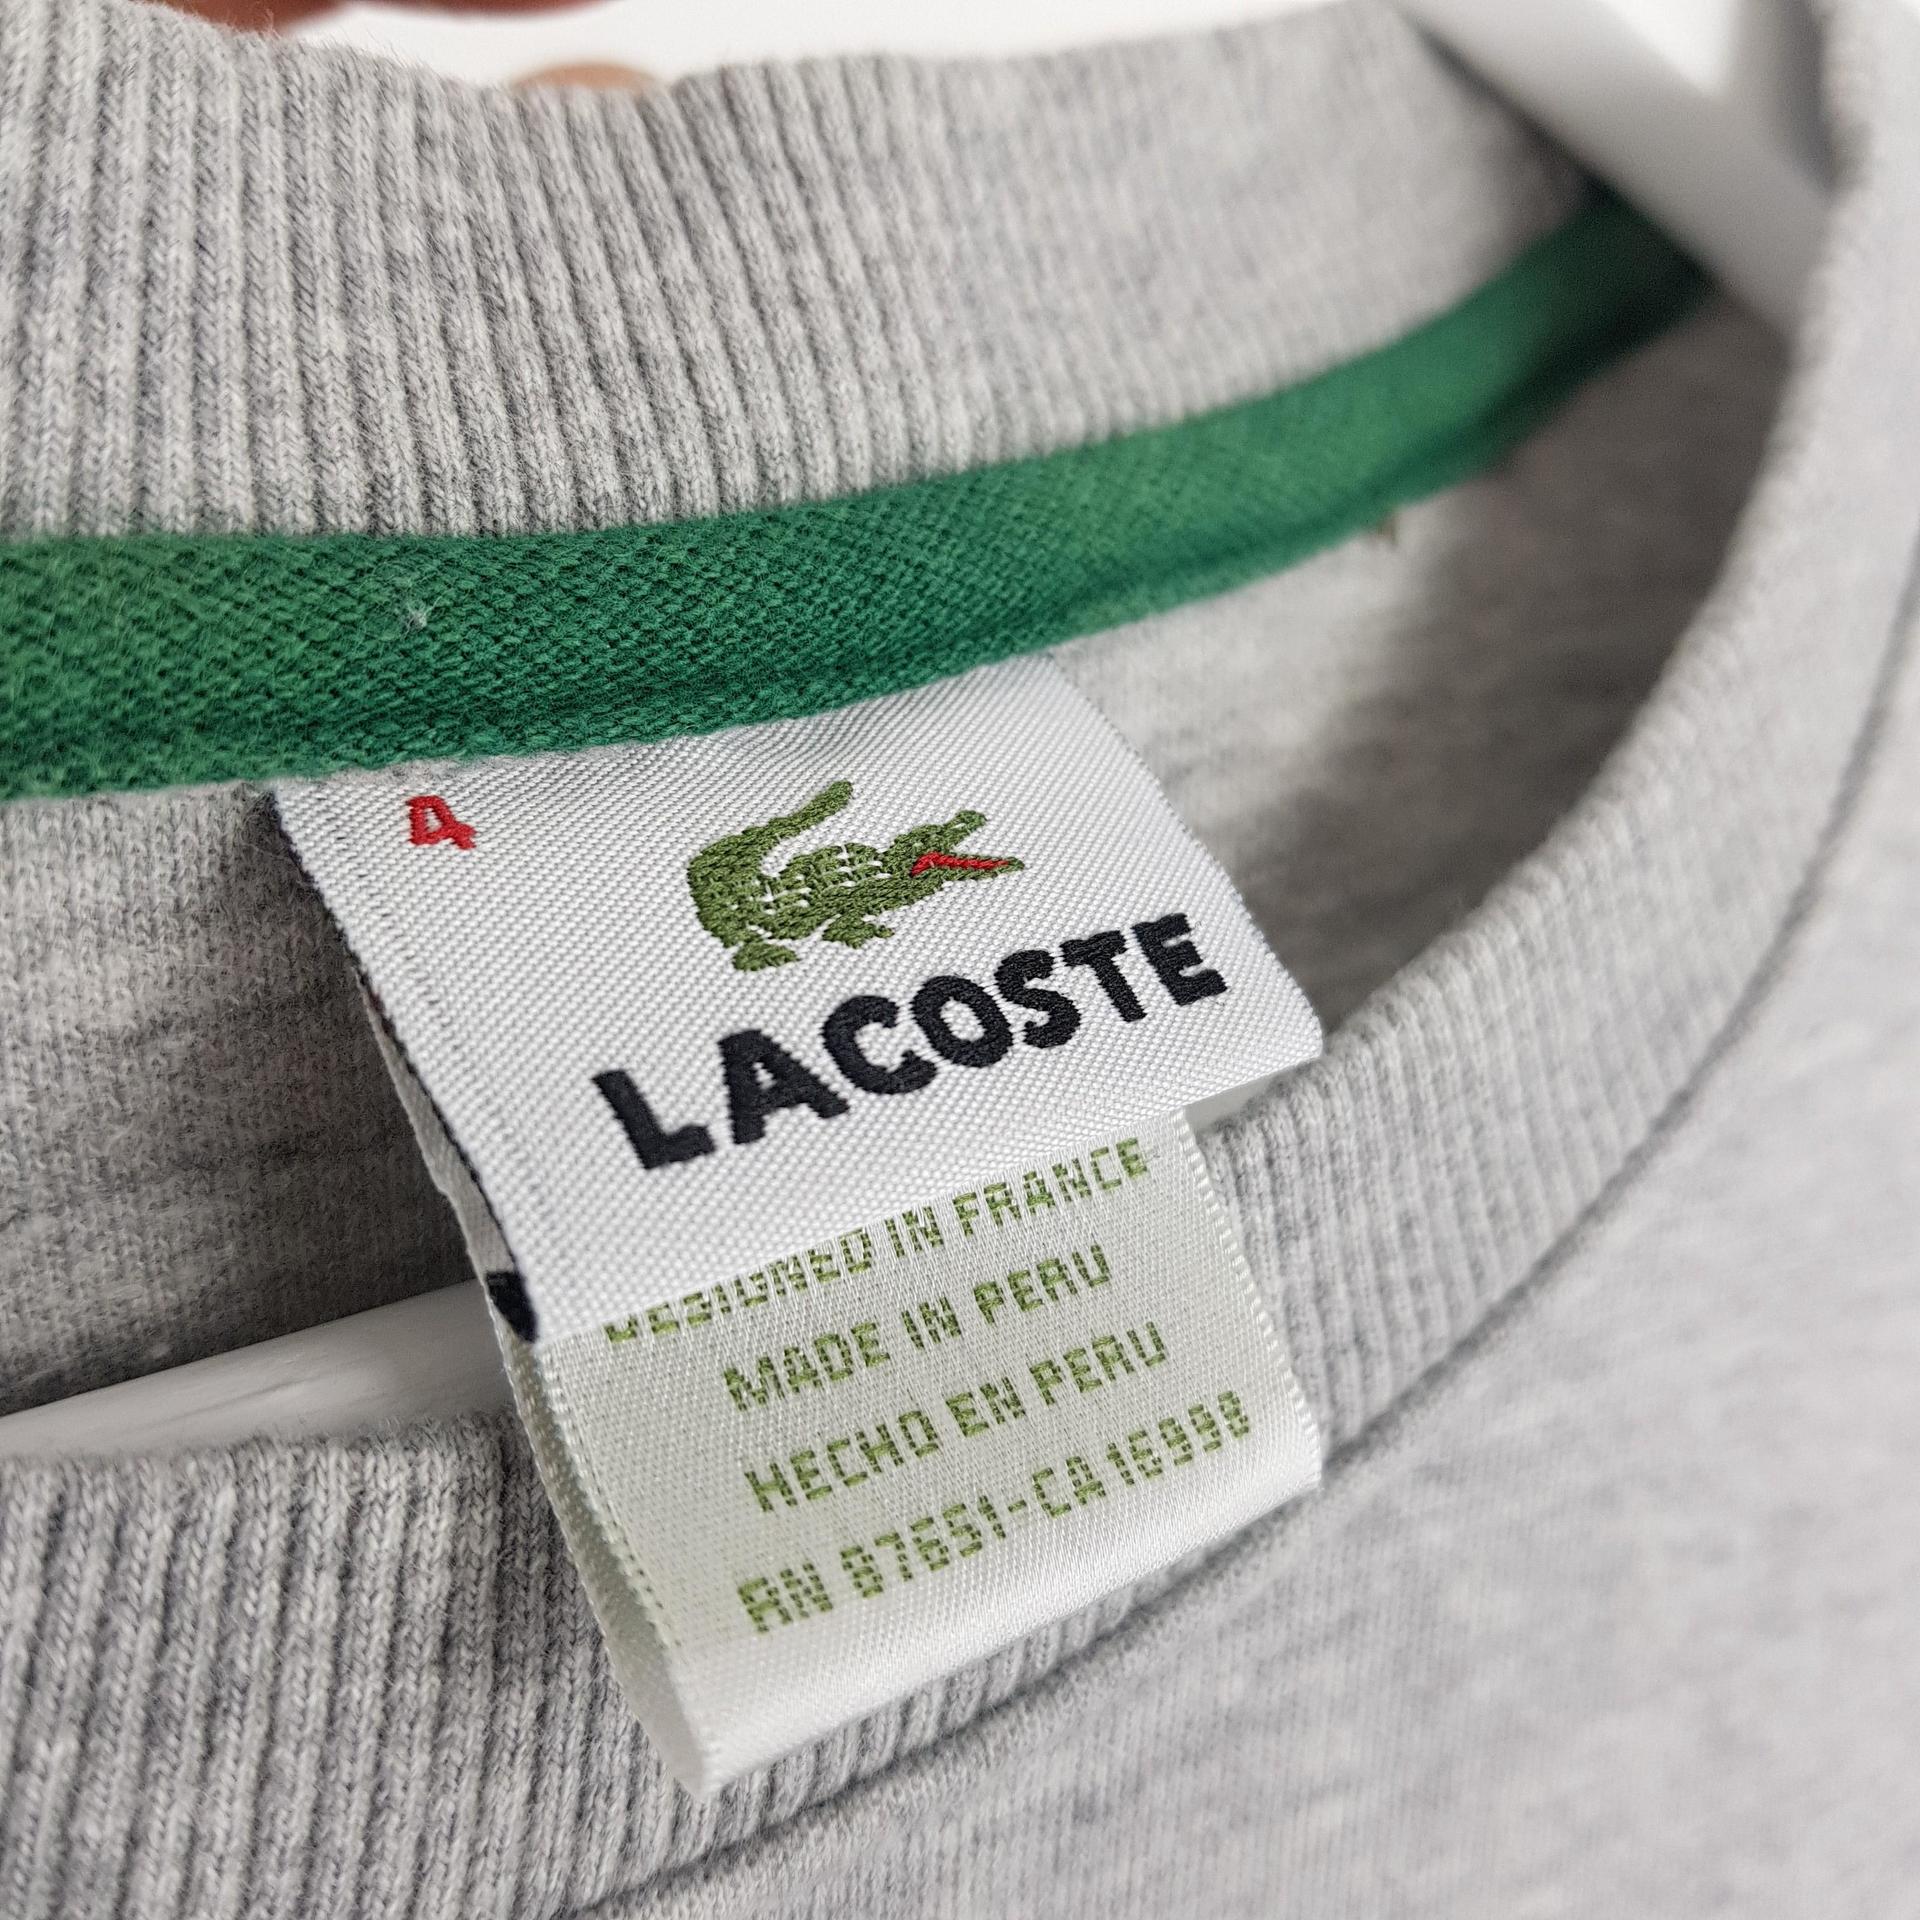 4
LACOSTE
DESIGNED IN FRANCE
MADE IN PERU
HECHO EN PERU
RN 87651-CA16998